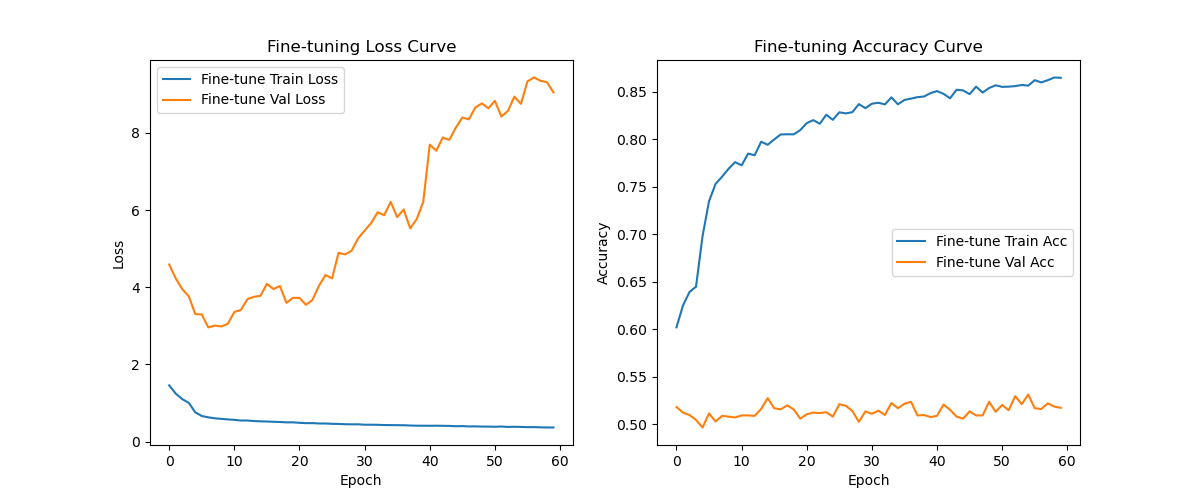 Fine-tuning Loss Curve
Fine-tune Train Loss
Fine-tune Val Loss
Loss
8
6
4
2
0
0 10 20 30 40 50 60
Epoch
Fine-tuning Accuracy Curve
Fine-tune Train Acc
Fine-tune Val Acc
Accuracy
0.85
0.80
0.75
0.70
0.65
0.60
0.55
0.50
0 10 20 30 40 50 60
Epoch